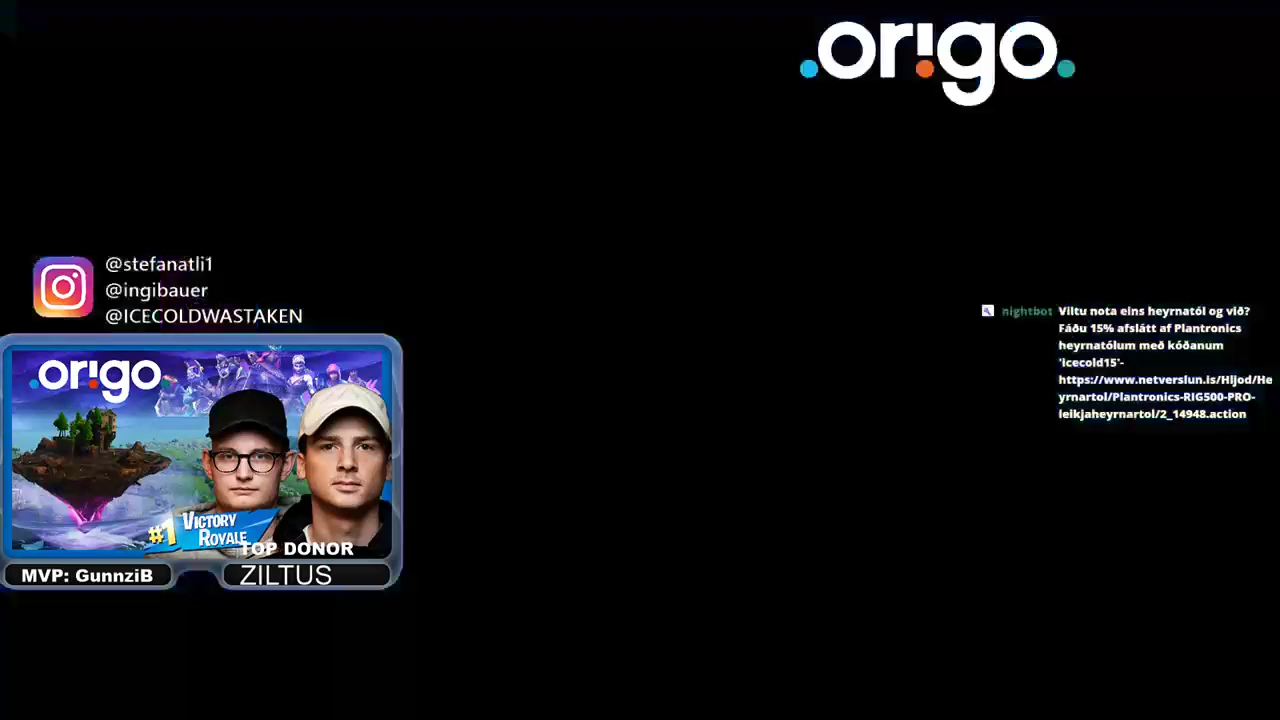 .origo.
@stefanatli1
@ingibauer
@ICECOLDWASTAKEN
nightbot Viltu nota eins heyrnatól og við?
Fáðu 15% afslátt af Plantronics
heyrnatólum með kóðanum
'icecold15'-
https://www.netverslun.is/Hljod/He
yrnartol/Plantronics-RIG500-PRO-
leikjaheyrnartol/2_14948.action
.origo.
#1 VICTORY
ROYALE
TOP DONOR
MVP: GunnziB
ZILTUS